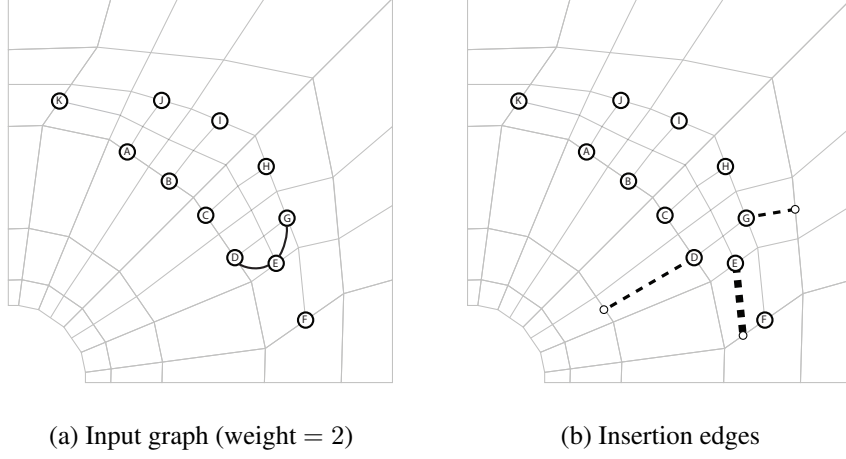 K
J
I
A
H
B
C
G
D
E
F
K
J
I
A
H
B
C
G
D
E
F
(a) Input graph (weight = 2)
(b) Insertion edges